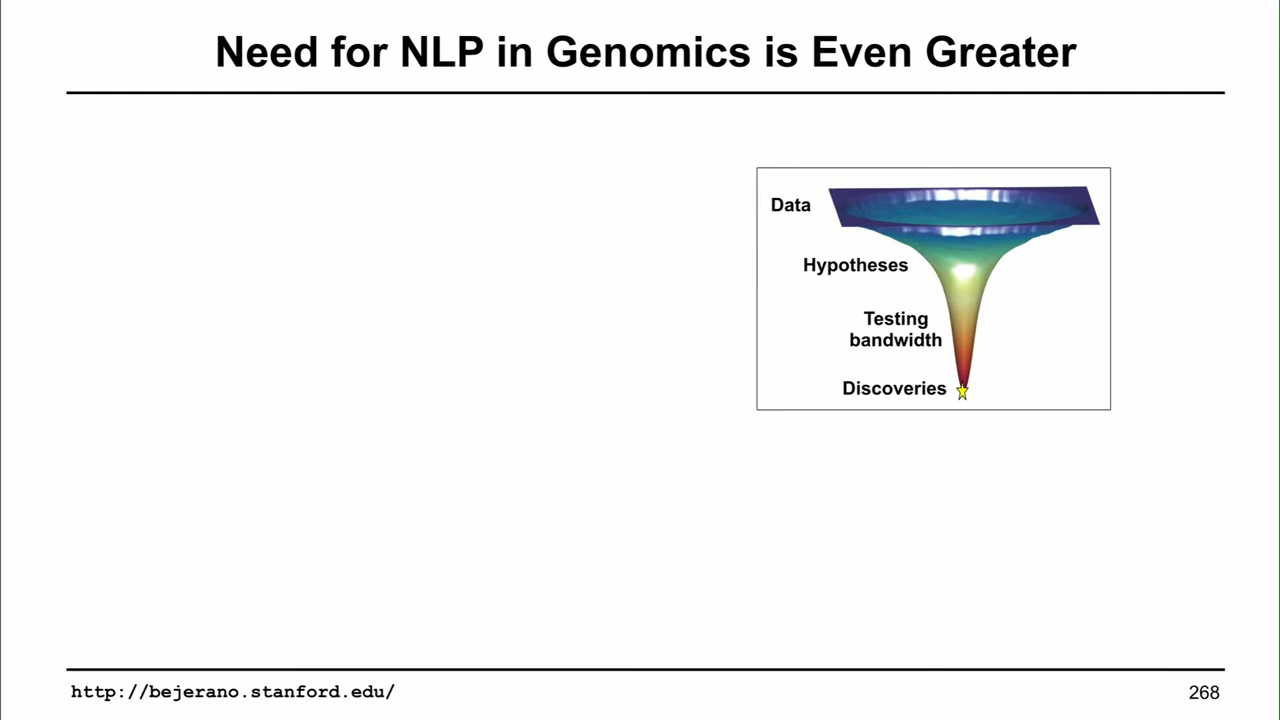 Need for NLP in Genomics is Even Greater
Data
Hypotheses
Testing
bandwidth
Discoveries
http://bejerano.stanford.edu/
268